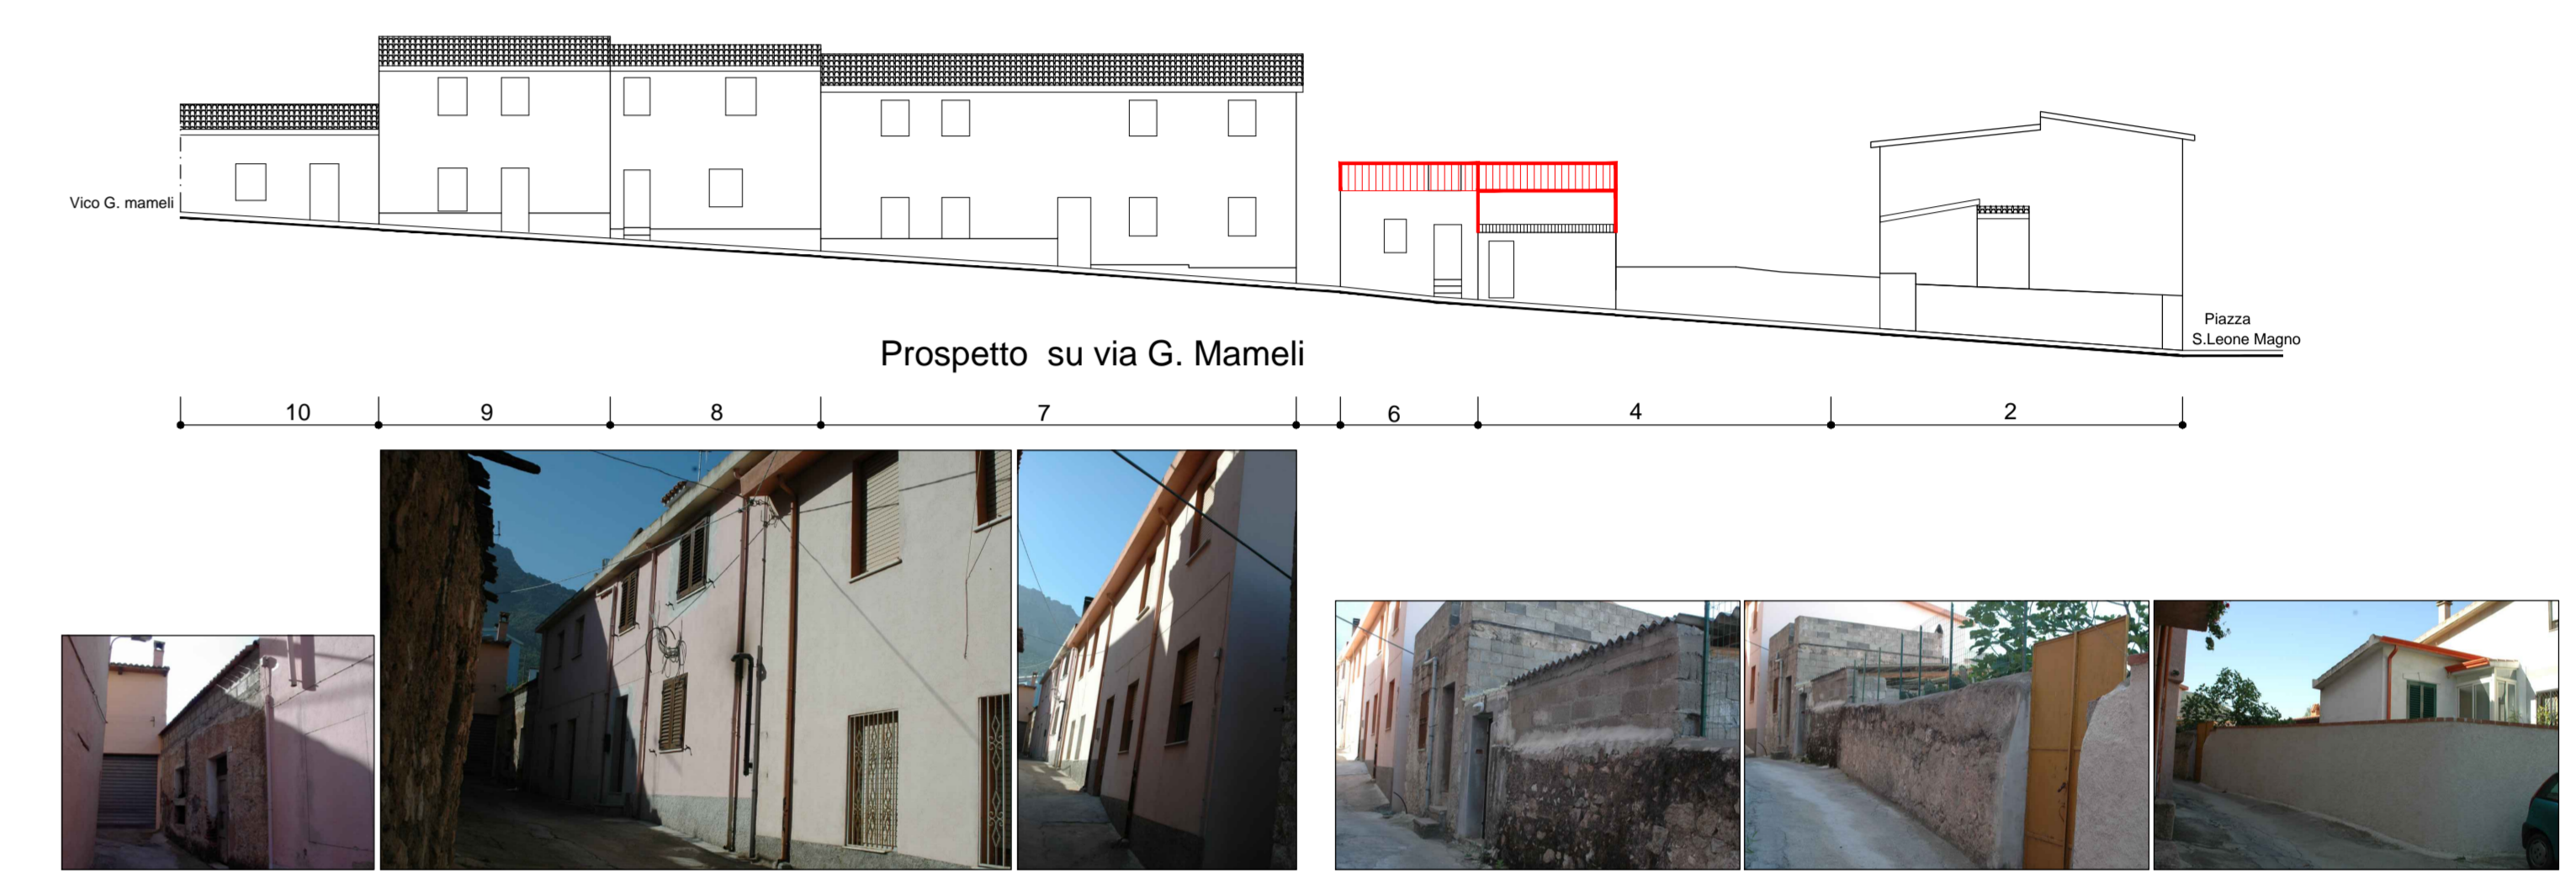 Vico G. mameli
Piazza
S.Leone Magno
Prospetto su via G. Mameli
10 9 8 7 6 4 2